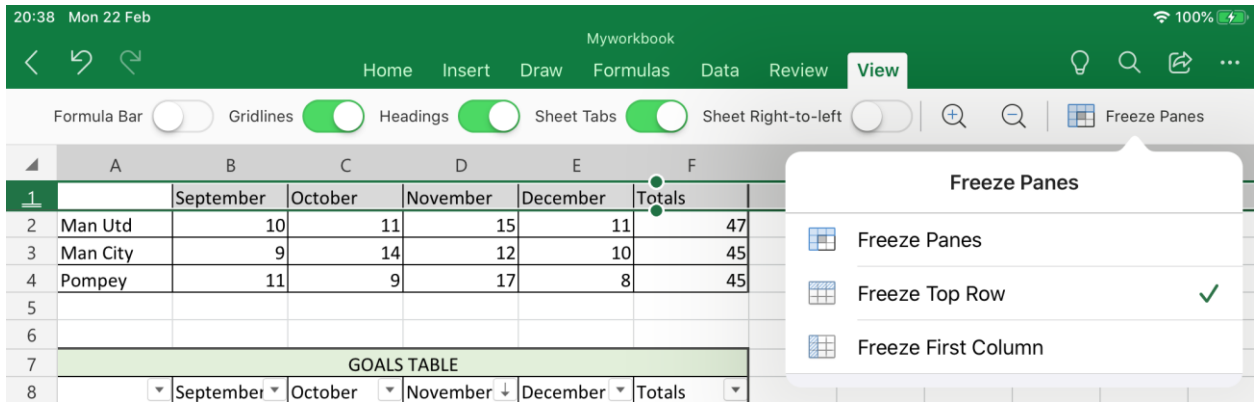 20:38 Mon 22 Feb 100%
Myworkbook
Home Insert Draw Formulas Data Review View
Formula Bar Gridlines Headings Sheet Tabs Sheet Right-to-left Freeze Panes
A B C D E F
1 September October November December Totals
2 Man Utd 10 11 15 11 47
3 Man City 9 14 12 10 45
4 Pompey 11 9 17 8 45
5
6
7 GOALS TABLE
8 September October November December Totals
Freeze Panes
Freeze Panes
Freeze Top Row
Freeze First Column